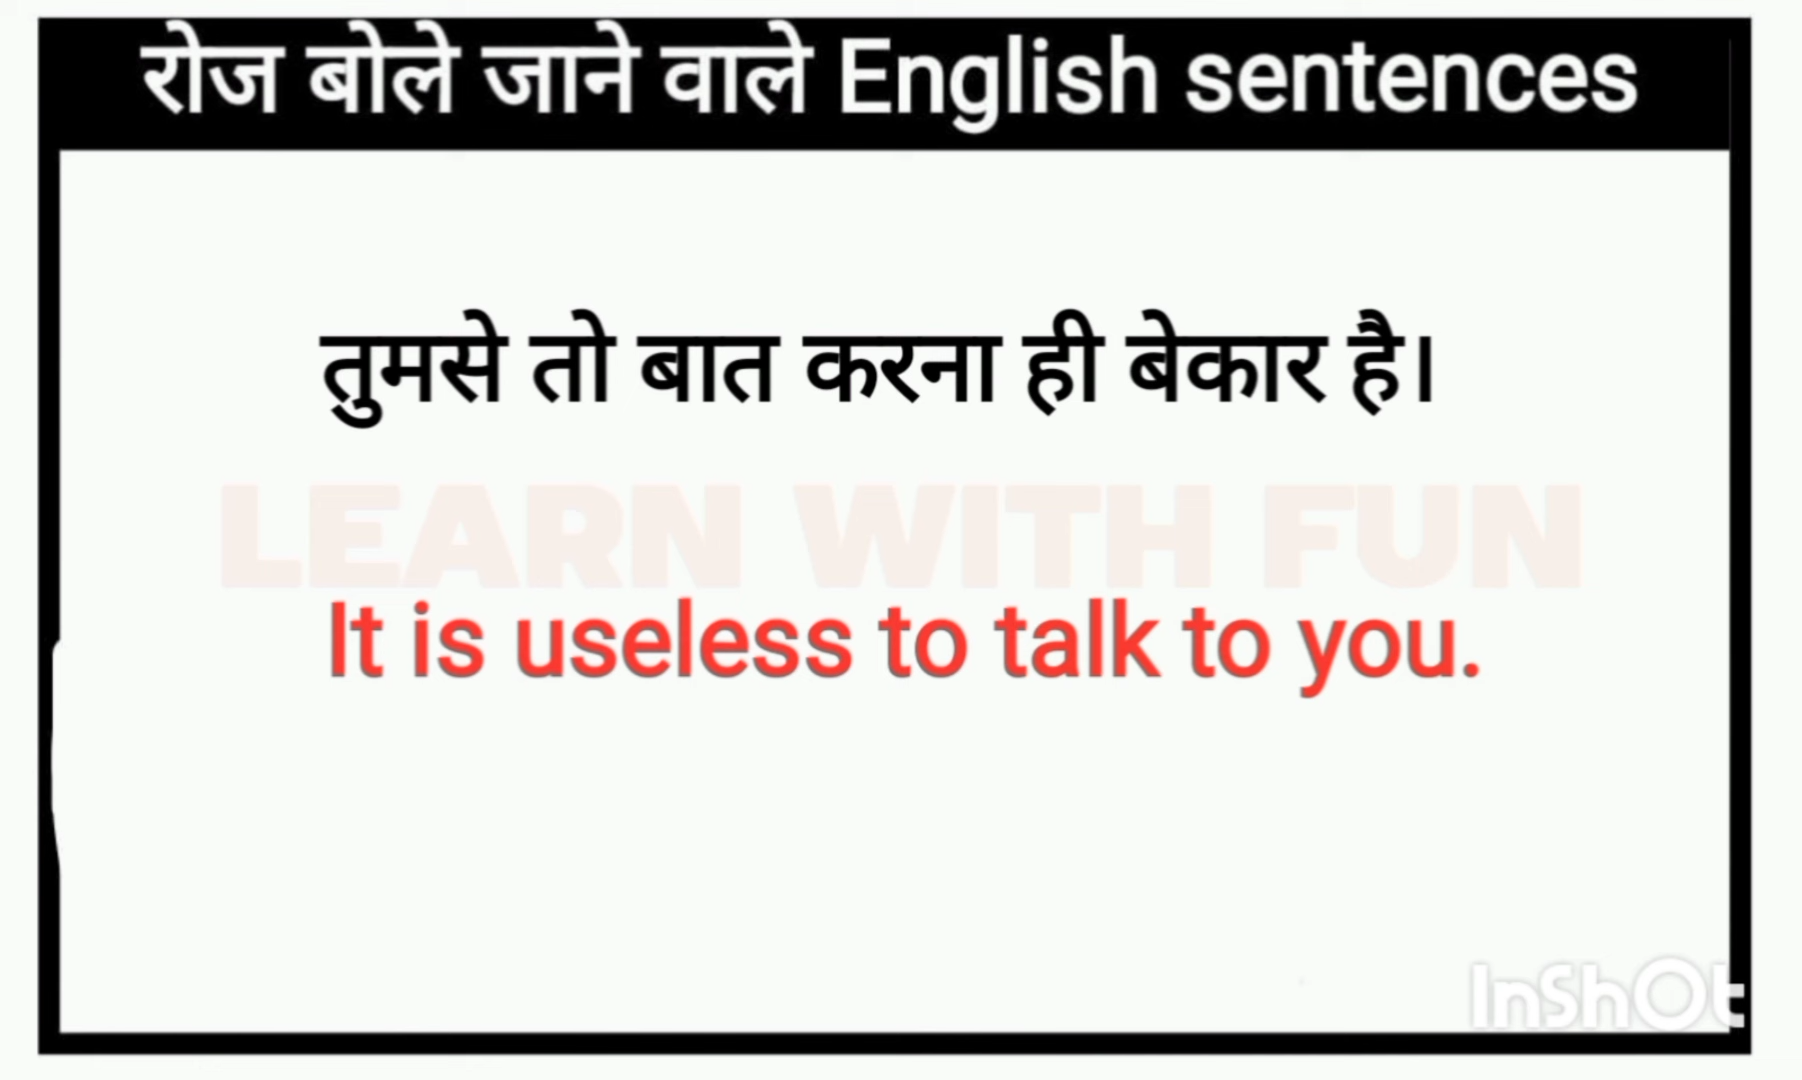 रोज बोले जाने वाले English sentences
तुमसे तो बात करना ही बेकार है।
LEARN WITH FUN
It is useless to talk to you.
InShOt